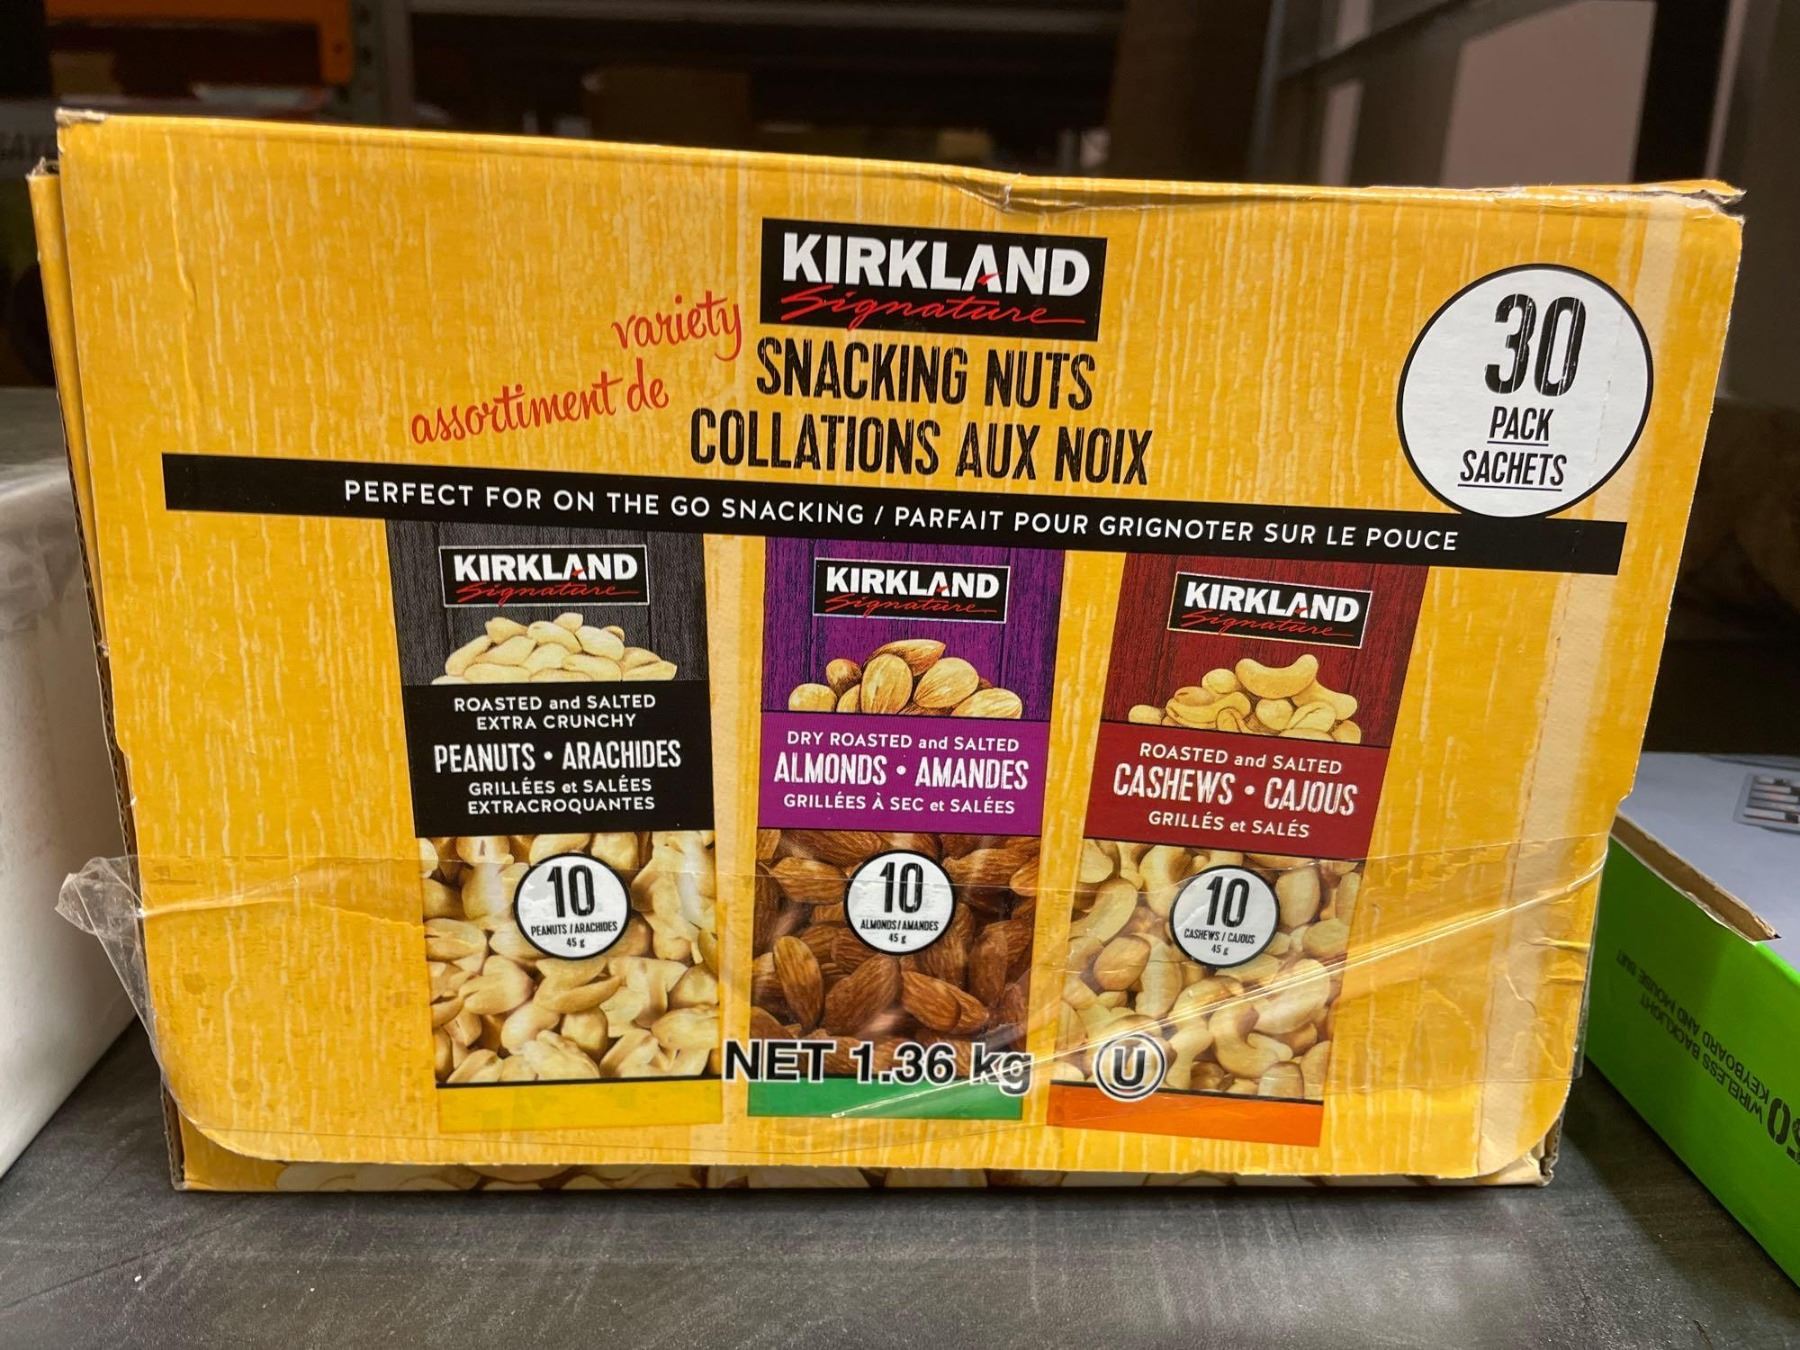 KIRKLAND
Signature
variety
SNACKING NUTS
assortiment de
COLLATIONS AUX NOIX
30
PACK
SACHETS
PERFECT FOR ON THE GO SNACKING / PARFAIT POUR GRIGNOTER SUR LE POUCE
KIRKLAND
Signature
ROASTED and SALTED
EXTRA CRUNCHY
PEANUTS • ARACHIDES
GRILLÉES et SALÉES
EXTRACROQUANTES
10
PEANUTS / ARACHIDES
45 g
KIRKLAND
Signature
DRY ROASTED and SALTED
ALMONDS • AMANDES
GRILLÉES À SEC et SALÉES
10
ALMONDS / AMANDES
45 g
KIRKLAND
Signature
ROASTED and SALTED
CASHEWS • CAJOUS
GRILLÉS et SALÉS
10
CASHEWS / CAJOUS
45 g
NET 1.36 kg
U
WIRELESS BACKLIGHT
KEYBOARD AND MOUSE